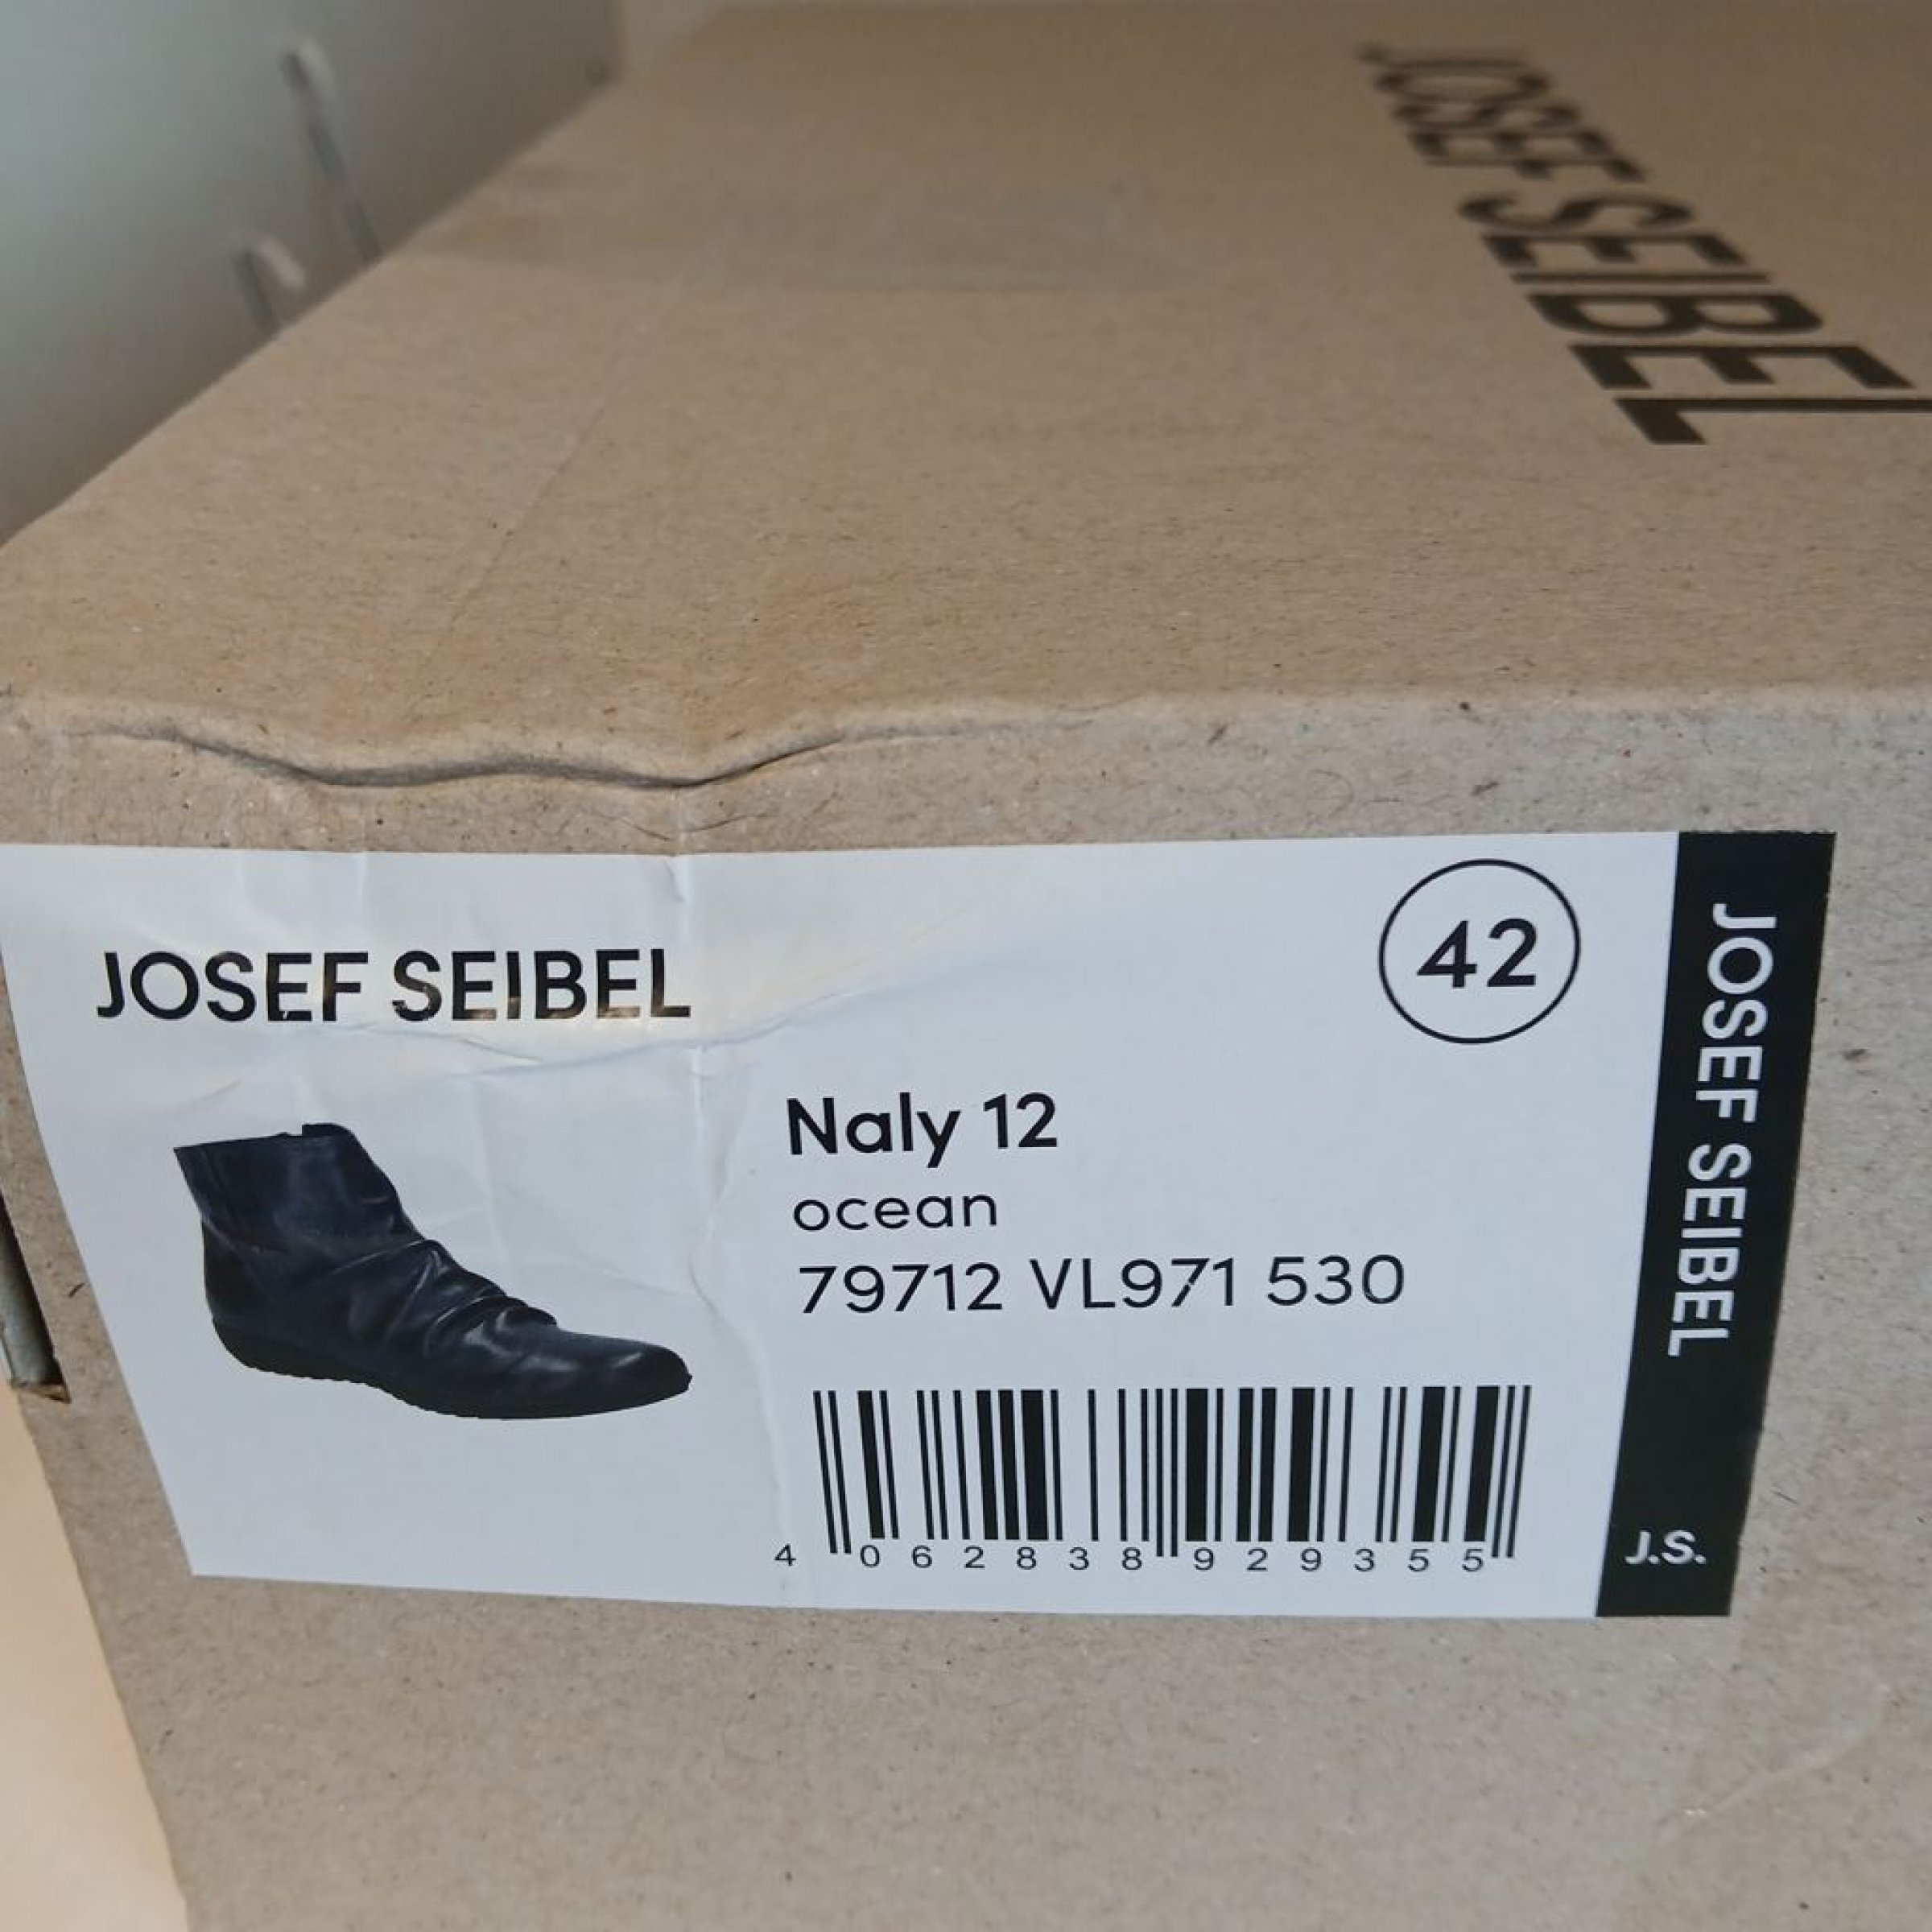 JOSEF SEIBEL
JOSEF SEIBEL
42
Naly 12
ocean
79712 VL971 530
4 062838 929355
JOSEF SEIBEL
J.S.